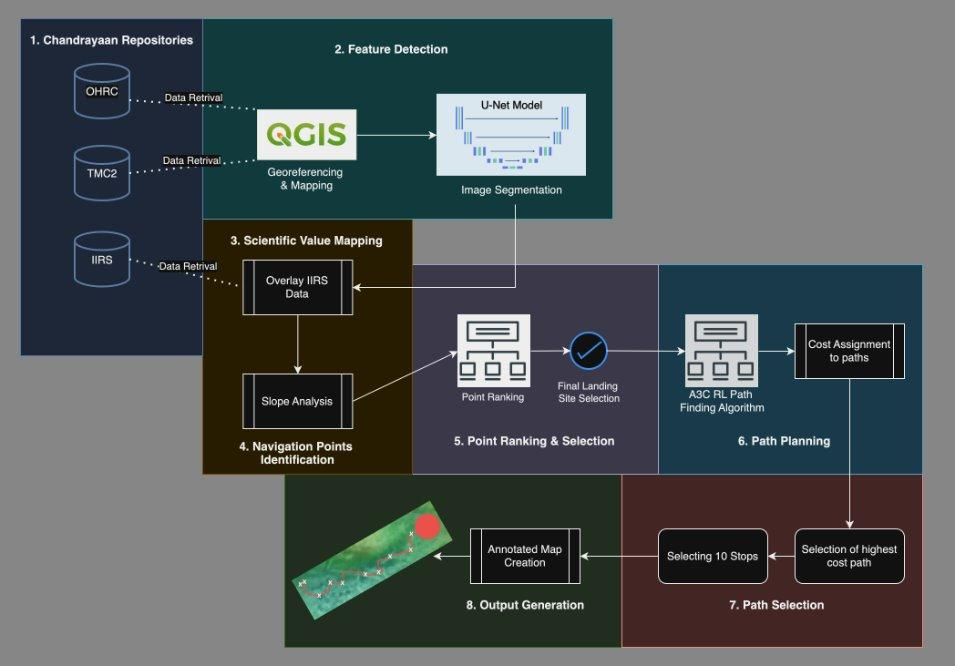 1. Chandrayaan Repositories
OHRC
TMC2
IIRS
Data Retrival
Data Retrival
Data Retrival
2. Feature Detection
QGIS
Georeferencing
& Mapping
U-Net Model
Image Segmentation
3. Scientific Value Mapping
Overlay IIRS
Data
Slope Analysis
4. Navigation Points
Identification
Point Ranking
Final Landing
Site Selection
5. Point Ranking & Selection
A3C RL Path
Finding Algorithm
Cost Assignment
to paths
6. Path Planning
Selection of highest
cost path
Selecting 10 Stops
7. Path Selection
Annotated Map
Creation
8. Output Generation